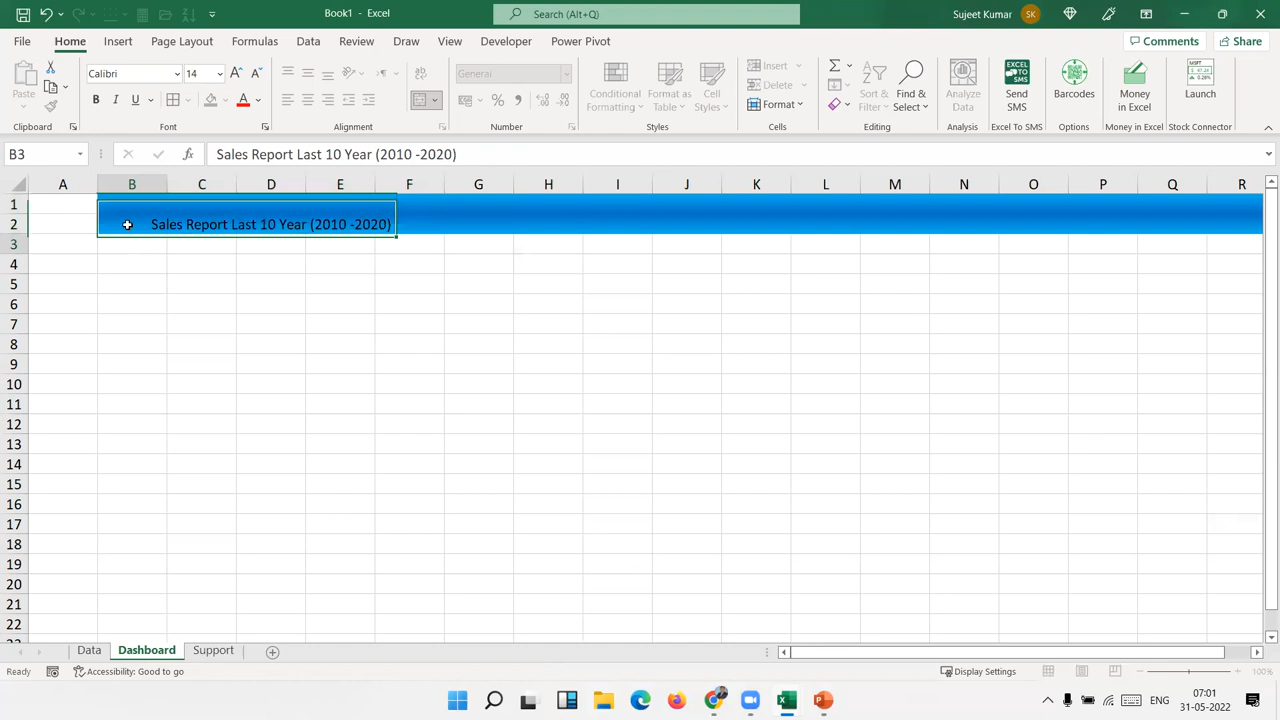 Book1 - Excel
Search (Alt+Q)
Sujeet Kumar SK
File Home Insert Page Layout Formulas Data Review Draw View Developer Power Pivot
Comments Share
Paste
Clipboard
Calibri 14
B I U
Font
Alignment
General
Number
Conditional Formatting
Format as Table
Cell Styles
Styles
Insert
Delete
Format
Cells
Sort & Filter
Find & Select
Editing
Analyze Data
Analysis
Send SMS
Excel To SMS
Barcodes
Options
Money in Excel
Money in Excel
Launch
Stock Connector
B3 fx Sales Report Last 10 Year (2010 -2020)
A B C D E F G H I J K L M N O P Q R
1
2 Sales Report Last 10 Year (2010 -2020)
3
4
5
6
7
8
9
10
11
12
13
14
15
16
17
18
19
20
21
22
Data Dashboard Support
Ready Accessibility: Good to go Display Settings 100%
ENG 07:01
31-05-2022